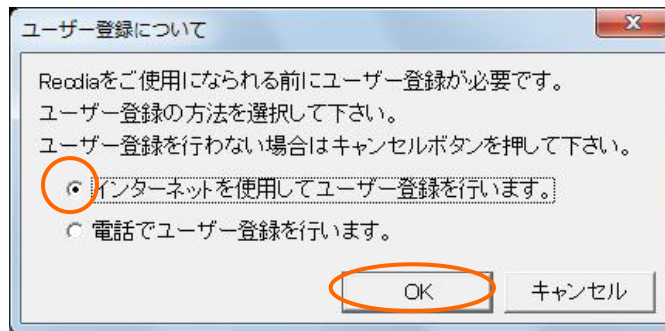 ユーザー登録について
Recdiaをご使用になられる前にユーザー登録が必要です。
ユーザー登録の方法を選択して下さい。
ユーザー登録を行わない場合はキャンセルボタンを押して下さい。
インターネットを使用してユーザー登録を行います。
電話でユーザー登録を行います。
OK キャンセル